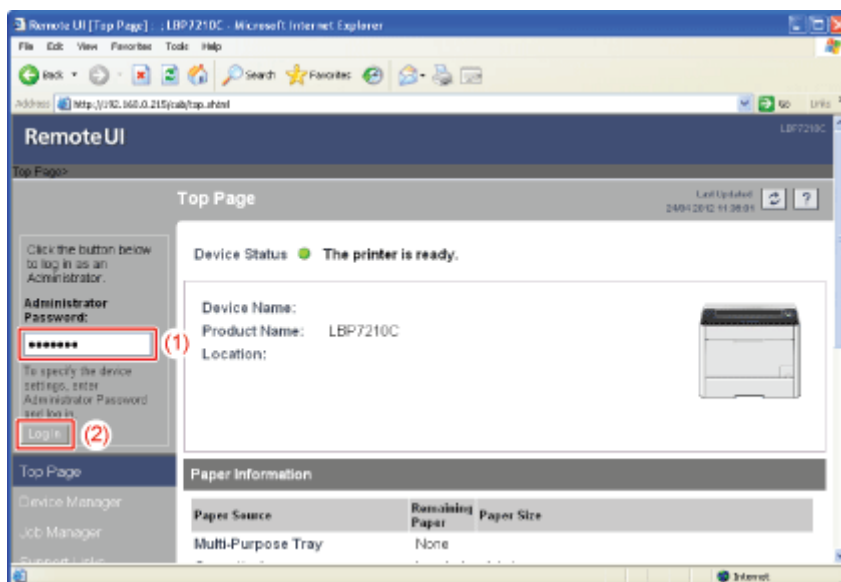 Remote UI [Top Page] : ; LBP7210C - Microsoft Internet Explorer
File Edit View Favorites Tools Help
Back Search Favorites
Address Go Links
Remote UI
LBP7210C
Top Page>
Top Page
Last Updated:
Click the button below
to log in as an
Administrator.
Administrator
Password:
•••••••
(1)
To specify the device
settings, enter
Administrator Password
and log in.
Login
(2)
Top Page
Device Manager
Job Manager
Support Links
Device Status The printer is ready.
Device Name:
Product Name: LBP7210C
Location:
Paper Information
Paper Source Remaining Paper Paper Size
Multi-Purpose Tray None
Internet